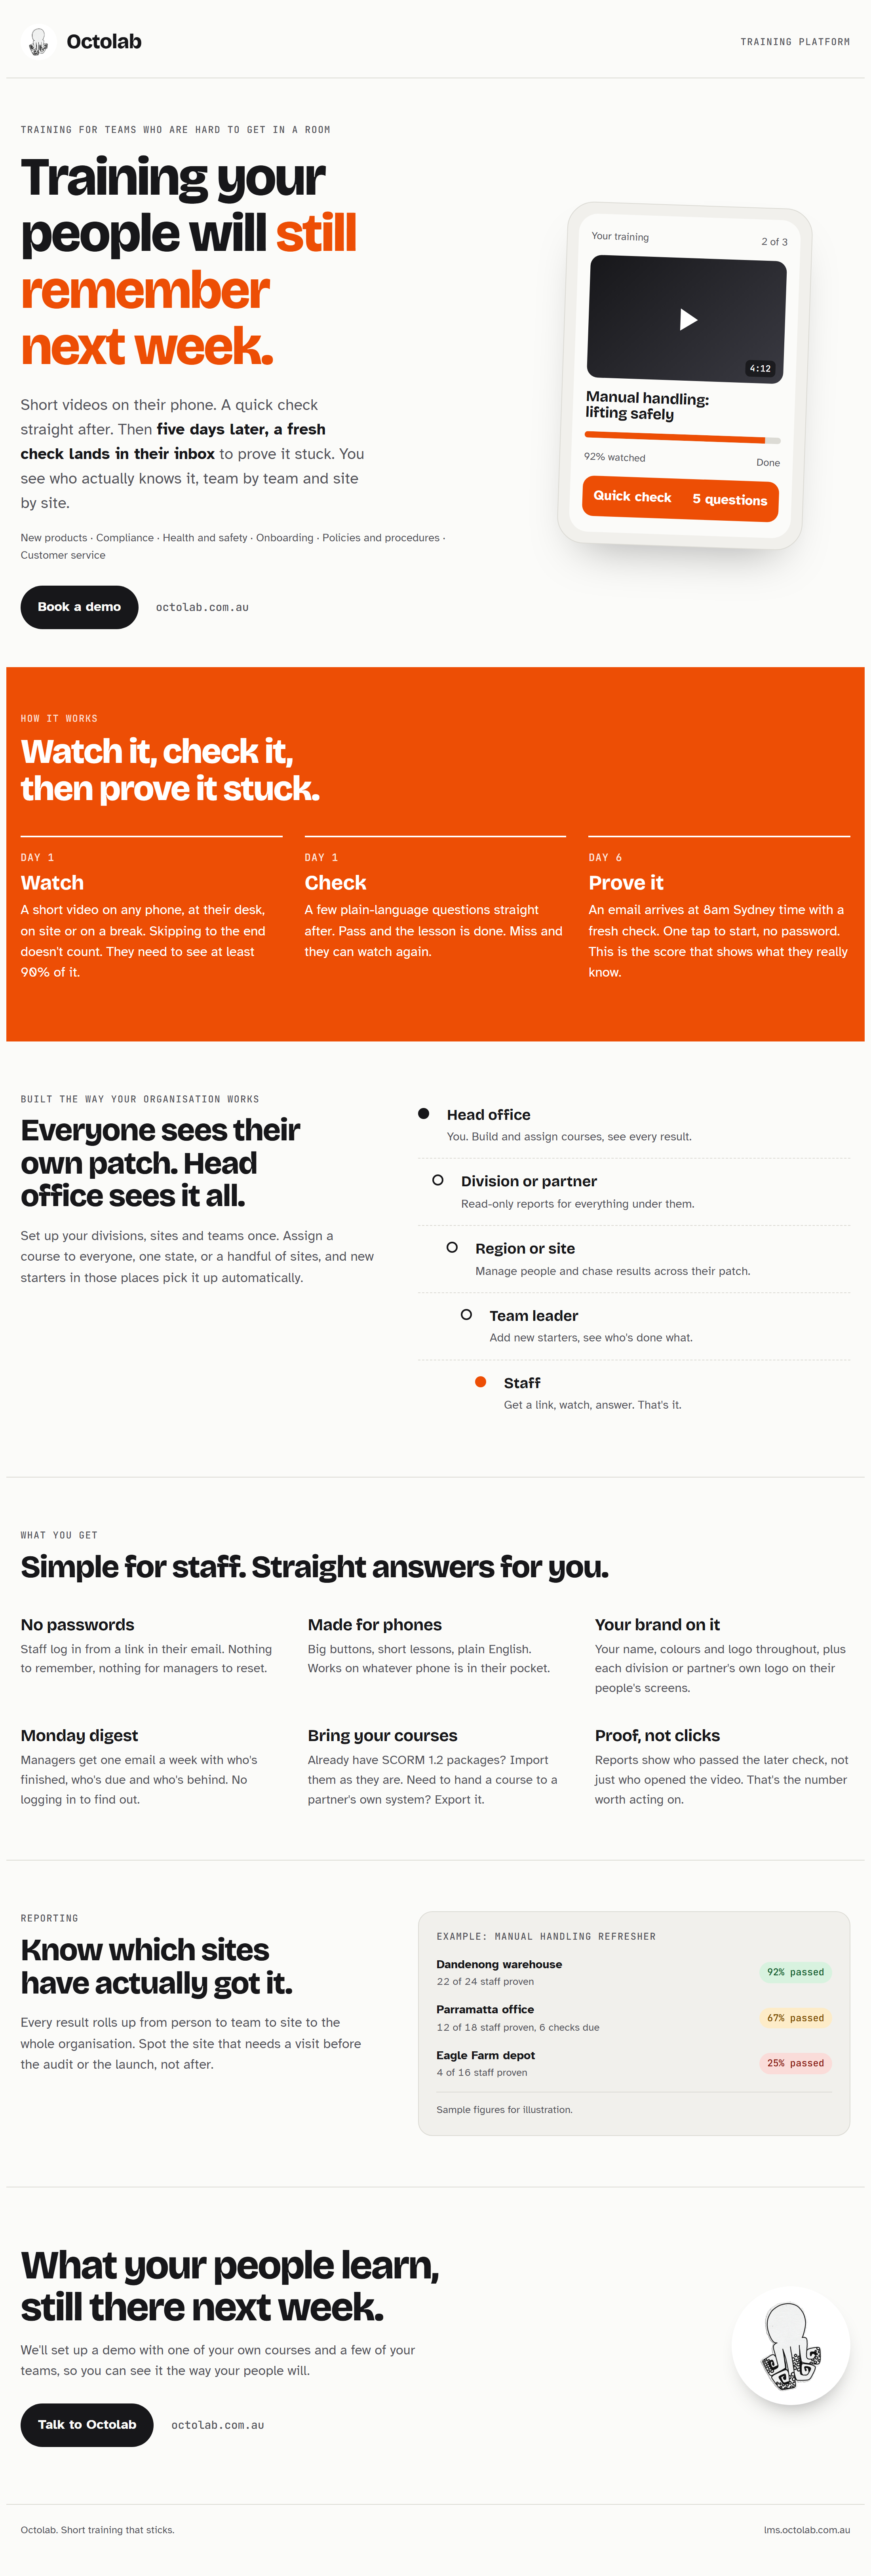 Octolab
TRAINING PLATFORM
TRAINING FOR TEAMS WHO ARE HARD TO GET IN A ROOM
Training your
people will still
remember
next week.
Short videos on their phone. A quick check
straight after. Then five days later, a fresh
check lands in their inbox to prove it stuck. You
see who actually knows it, team by team and site
by site.
New products · Compliance · Health and safety · Onboarding · Policies and procedures ·
Customer service
Book a demo
octolab.com.au
Your training
2 of 3
4:12
Manual handling:
lifting safely
92% watched
Done
Quick check
5 questions
HOW IT WORKS
Watch it, check it,
then prove it stuck.
DAY 1
Watch
A short video on any phone, at their desk,
on site or on a break. Skipping to the end
doesn't count. They need to see at least
90% of it.
DAY 1
Check
A few plain-language questions straight
after. Pass and the lesson is done. Miss and
they can watch again.
DAY 6
Prove it
An email arrives at 8am Sydney time with a
fresh check. One tap to start, no password.
This is the score that shows what they really
know.
BUILT THE WAY YOUR ORGANISATION WORKS
Everyone sees their
own patch. Head
office sees it all.
Set up your divisions, sites and teams once. Assign a
course to everyone, one state, or a handful of sites, and new
starters in those places pick it up automatically.
Head office
You. Build and assign courses, see every result.
Division or partner
Read-only reports for everything under them.
Region or site
Manage people and chase results across their patch.
Team leader
Add new starters, see who's done what.
Staff
Get a link, watch, answer. That's it.
WHAT YOU GET
Simple for staff. Straight answers for you.
No passwords
Staff log in from a link in their email. Nothing
to remember, nothing for managers to reset.
Made for phones
Big buttons, short lessons, plain English.
Works on whatever phone is in their pocket.
Your brand on it
Your name, colours and logo throughout, plus
each division or partner's own logo on their
people's screens.
Monday digest
Managers get one email a week with who's
finished, who's due and who's behind. No
logging in to find out.
Bring your courses
Already have SCORM 1.2 packages? Import
them as they are. Need to hand a course to a
partner's own system? Export it.
Proof, not clicks
Reports show who passed the later check, not
just who opened the video. That's the number
worth acting on.
REPORTING
Know which sites
have actually got it.
Every result rolls up from person to team to site to the
whole organisation. Spot the site that needs a visit before
the audit or the launch, not after.
EXAMPLE: MANUAL HANDLING REFRESHER
Dandenong warehouse
22 of 24 staff proven
92% passed
Parramatta office
12 of 18 staff proven, 6 checks due
67% passed
Eagle Farm depot
4 of 16 staff proven
25% passed
Sample figures for illustration.
What your people learn,
still there next week.
We'll set up a demo with one of your own courses and a few of your
teams, so you can see it the way your people will.
Talk to Octolab
octolab.com.au
Octolab. Short training that sticks.
lms.octolab.com.au